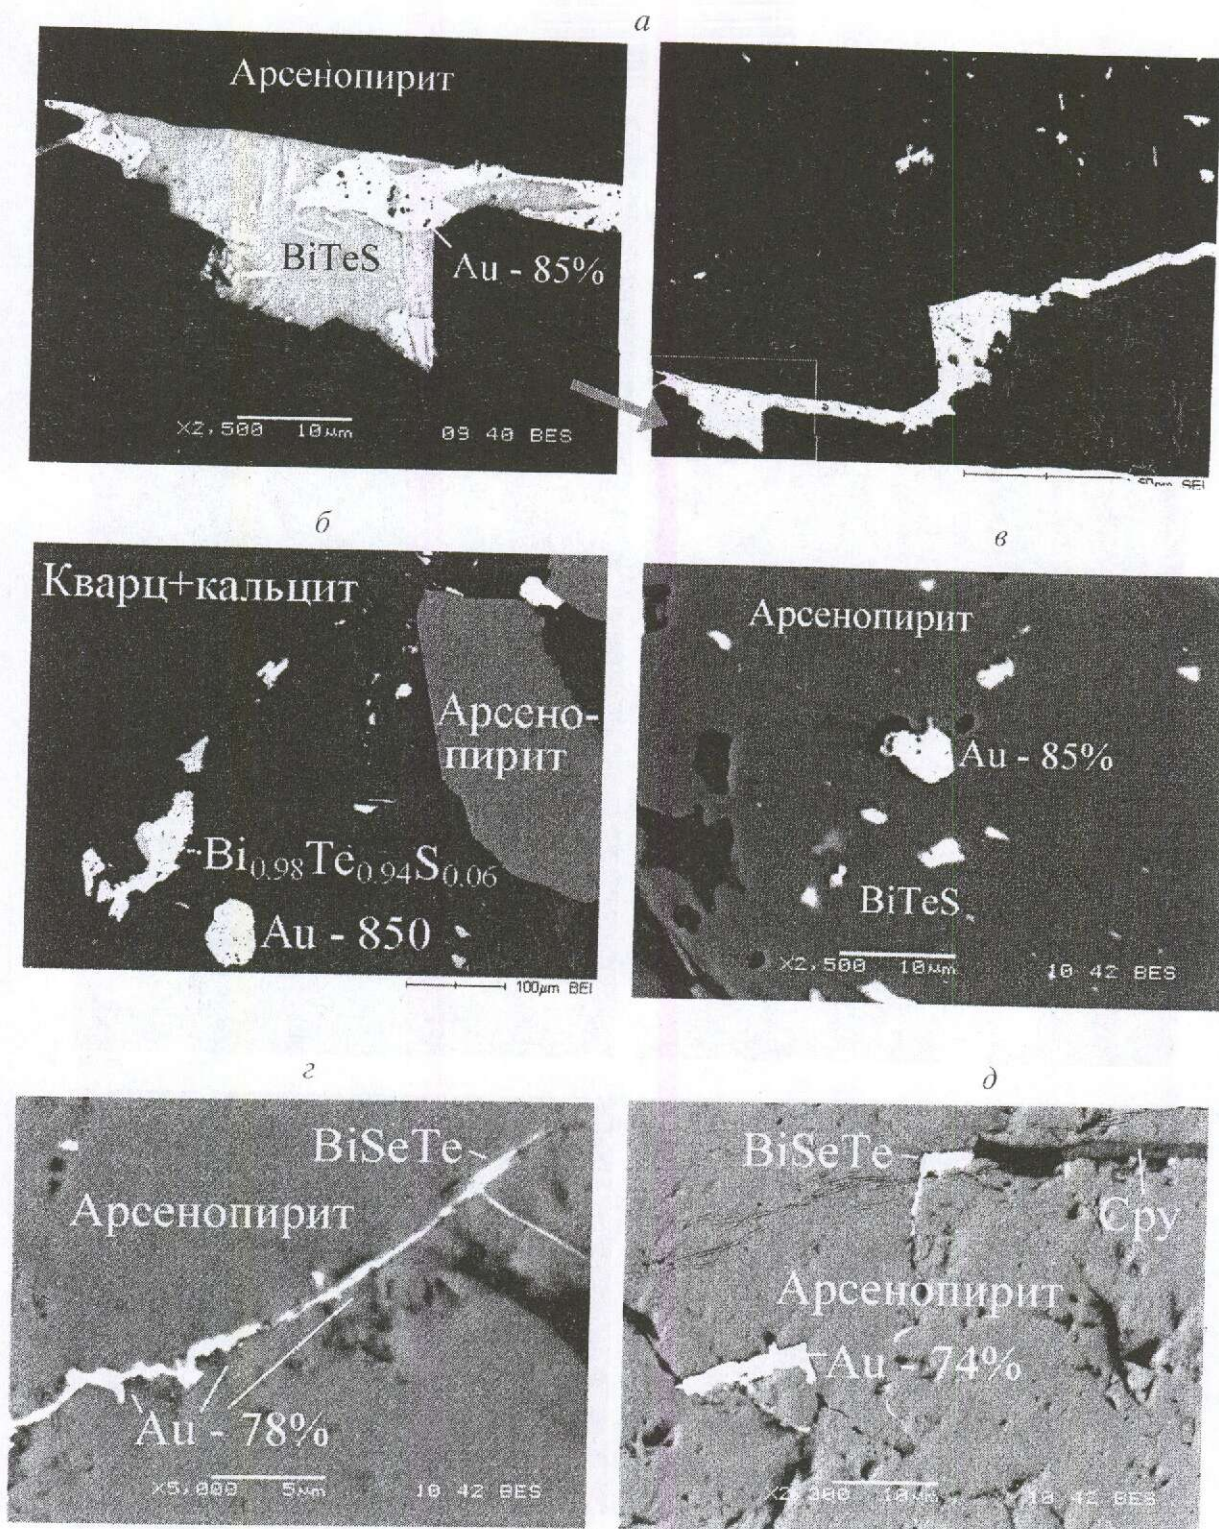 а
Арсенопирит
BiTeS
Au - 85%
X2,500 10µm 09 40 BES
б
в
Кварц+кальцит
Арсено-
пирит
Bi0.98Te0.94S0.06
Au - 850
100µm BEI
Арсенопирит
Au - 85%
BiTeS
X2,500 10µm 10 42 BES
г
д
BiSeTe
Арсенопирит
Au - 78%
X5,000 5µm 10 42 BES
BiSeTe
Cpy
Арсенопирит
Au - 74%
10µm 10 42 BES